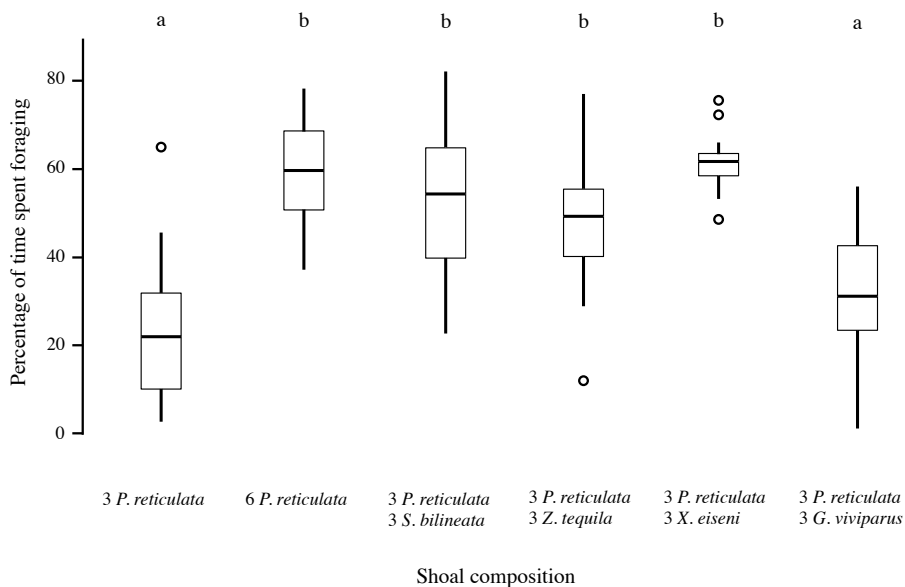 a b b b b a
Percentage of time spent foraging
80
60
40
20
0
3 P. reticulata 6 P. reticulata 3 P. reticulata 3 P. reticulata 3 P. reticulata 3 P. reticulata
3 S. bilineata 3 Z. tequila 3 X. eiseni 3 G. viviparus
Shoal composition